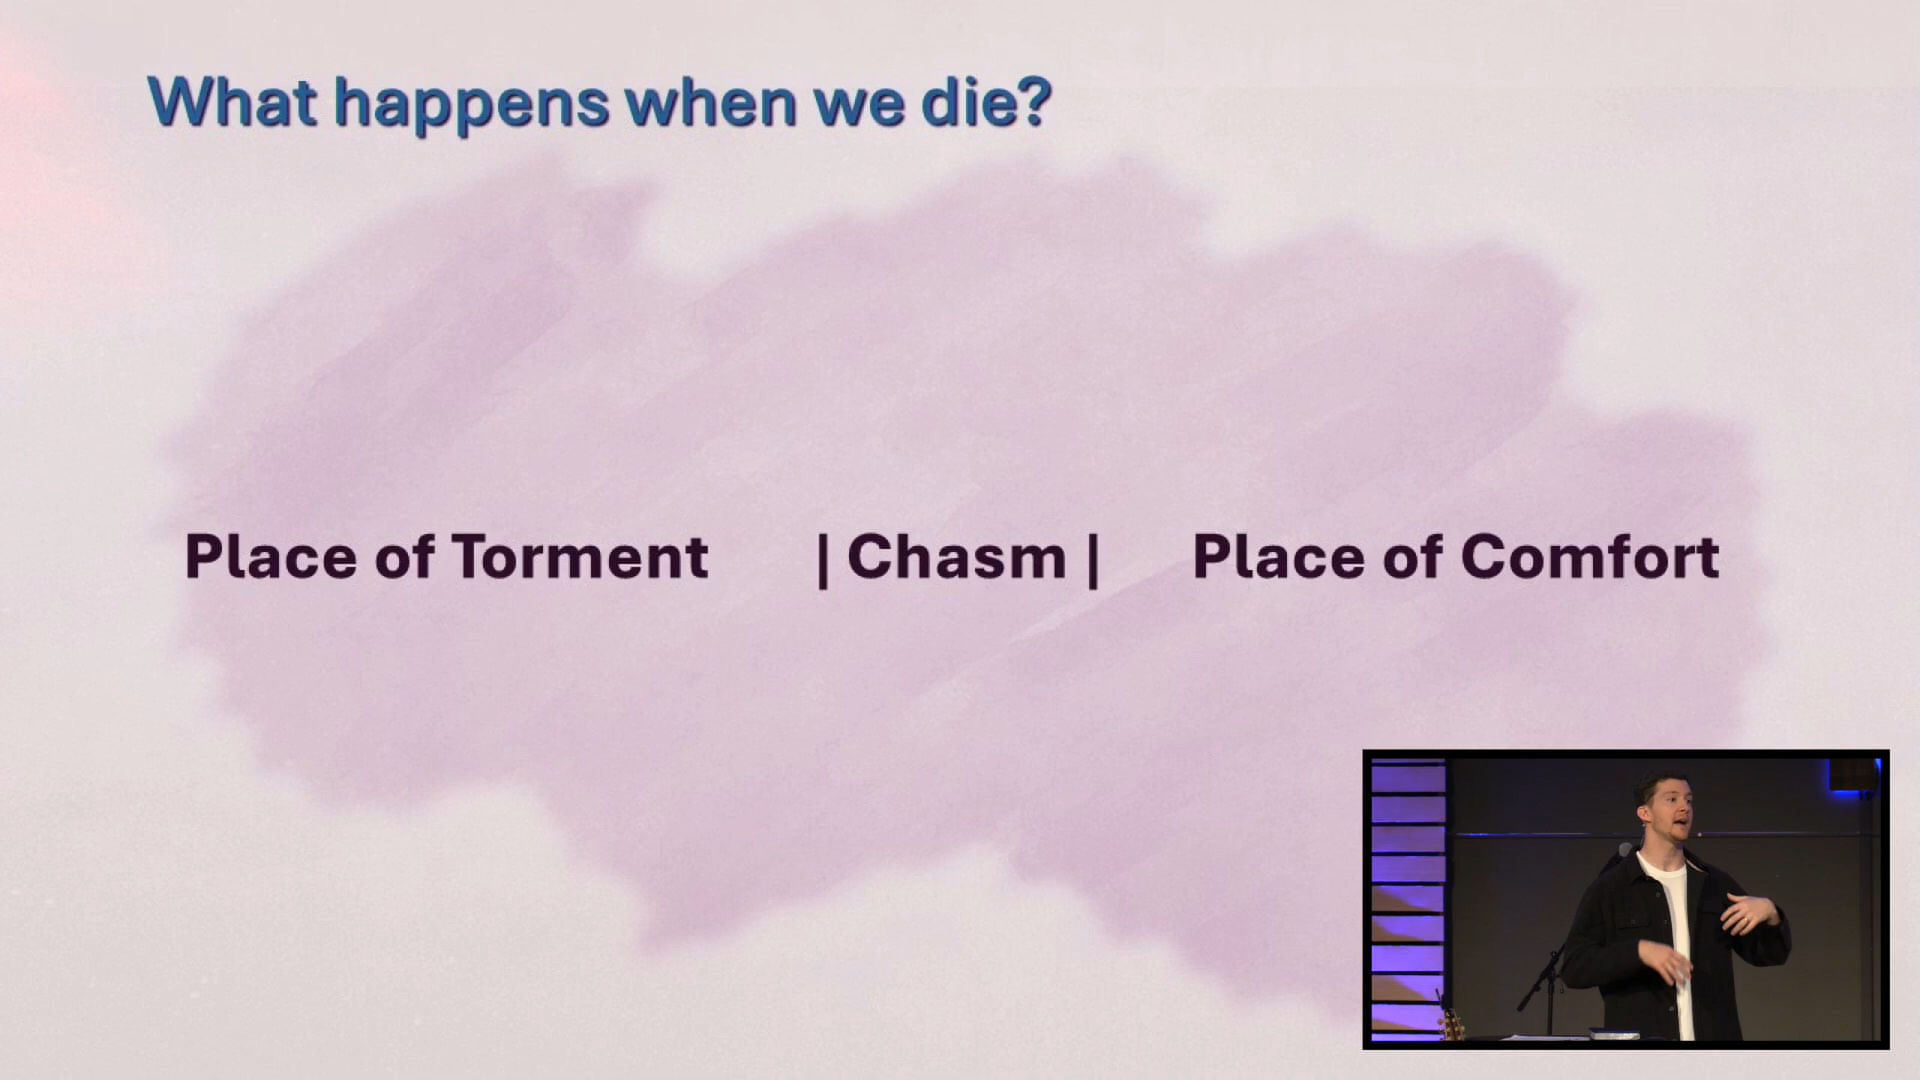 What happens when we die?
Place of Torment | Chasm | Place of Comfort